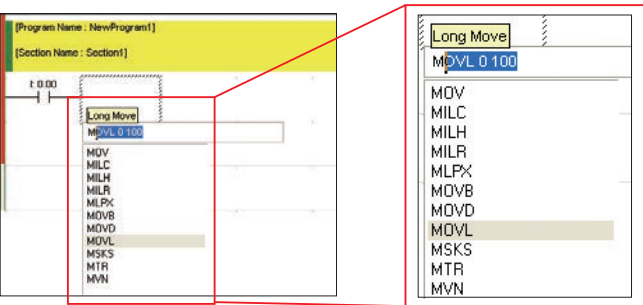 [Program Name : NewProgram1]
[Section Name : Section1]
I: 0.00
Long Move
MOVL 0 100
MOV
MILC
MILH
MILR
MLPX
MOVB
MOVD
MOVL
MSKS
MTR
MVN
Long Move
MOVL 0 100
MOV
MILC
MILH
MILR
MLPX
MOVB
MOVD
MOVL
MSKS
MTR
MVN